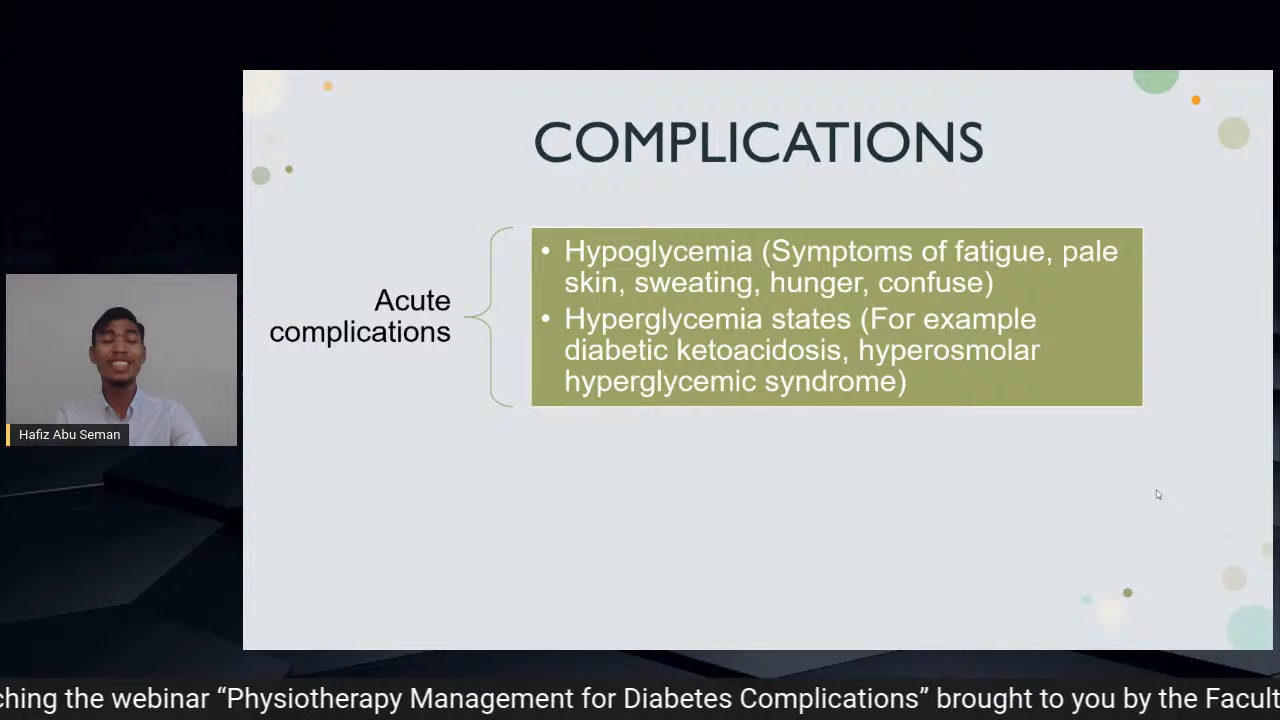 COMPLICATIONS
Acute
complications
• Hypoglycemia (Symptoms of fatigue, pale
skin, sweating, hunger, confuse)
• Hyperglycemia states (For example
diabetic ketoacidosis, hyperosmolar
hyperglycemic syndrome)
Hafiz Abu Seman
ching the webinar “Physiotherapy Management for Diabetes Complications” brought to you by the Facult